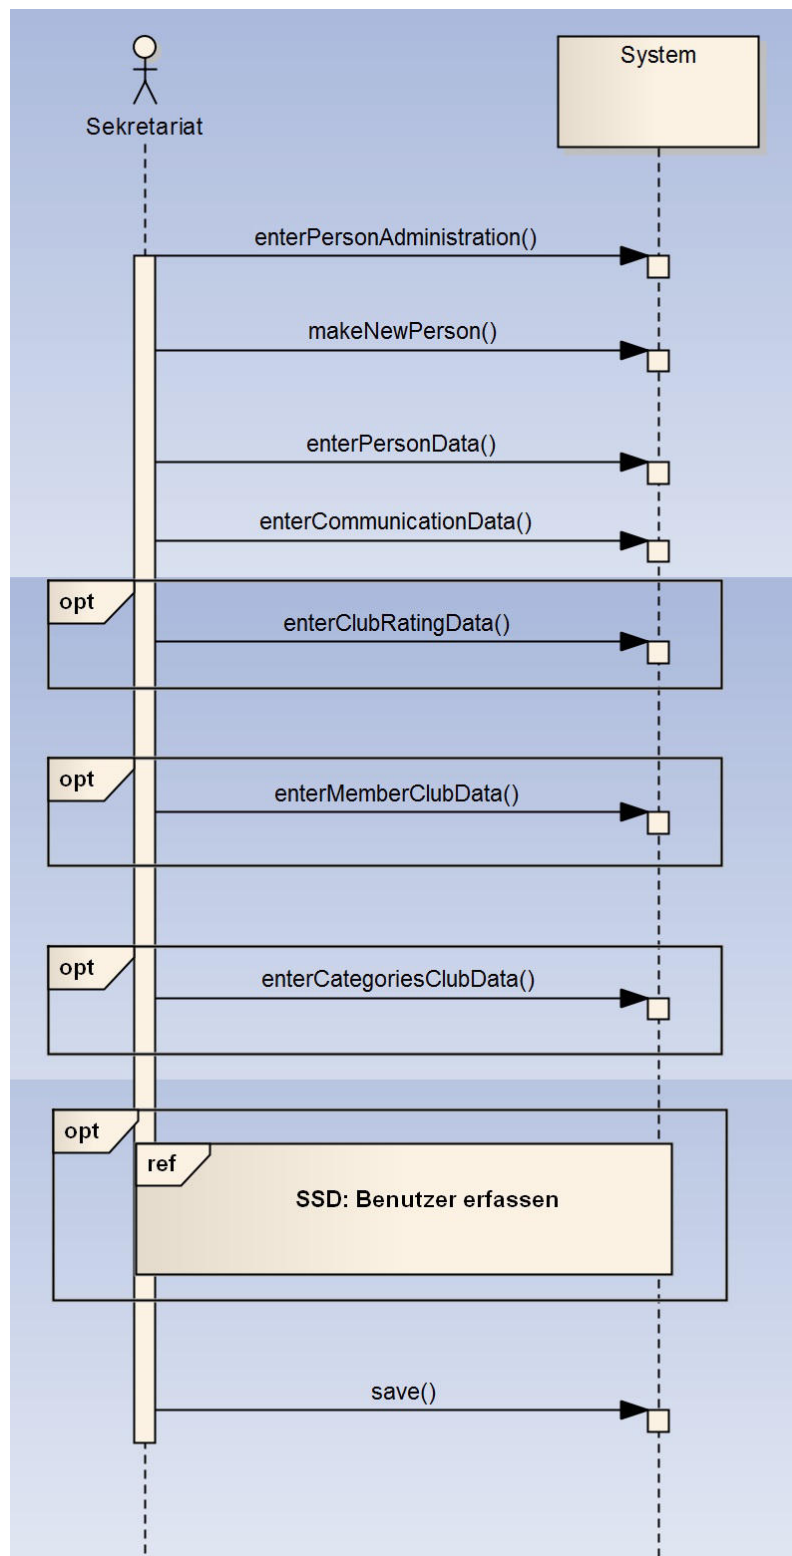 System
Sekretariat
enterPersonAdministration()
makeNewPerson()
enterPersonData()
enterCommunicationData()
opt
enterClubRatingData()
opt
enterMemberClubData()
opt
enterCategoriesClubData()
opt
ref
SSD: Benutzer erfassen
save()